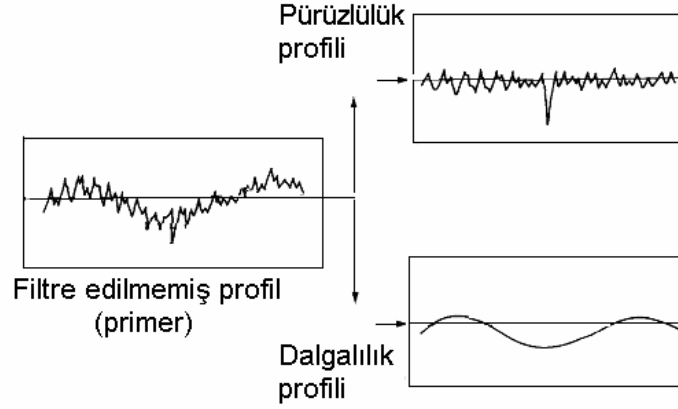 Pürüzlülük
profili
Filtre edilmemiş profil
(primer)
Dalgalılık
profili